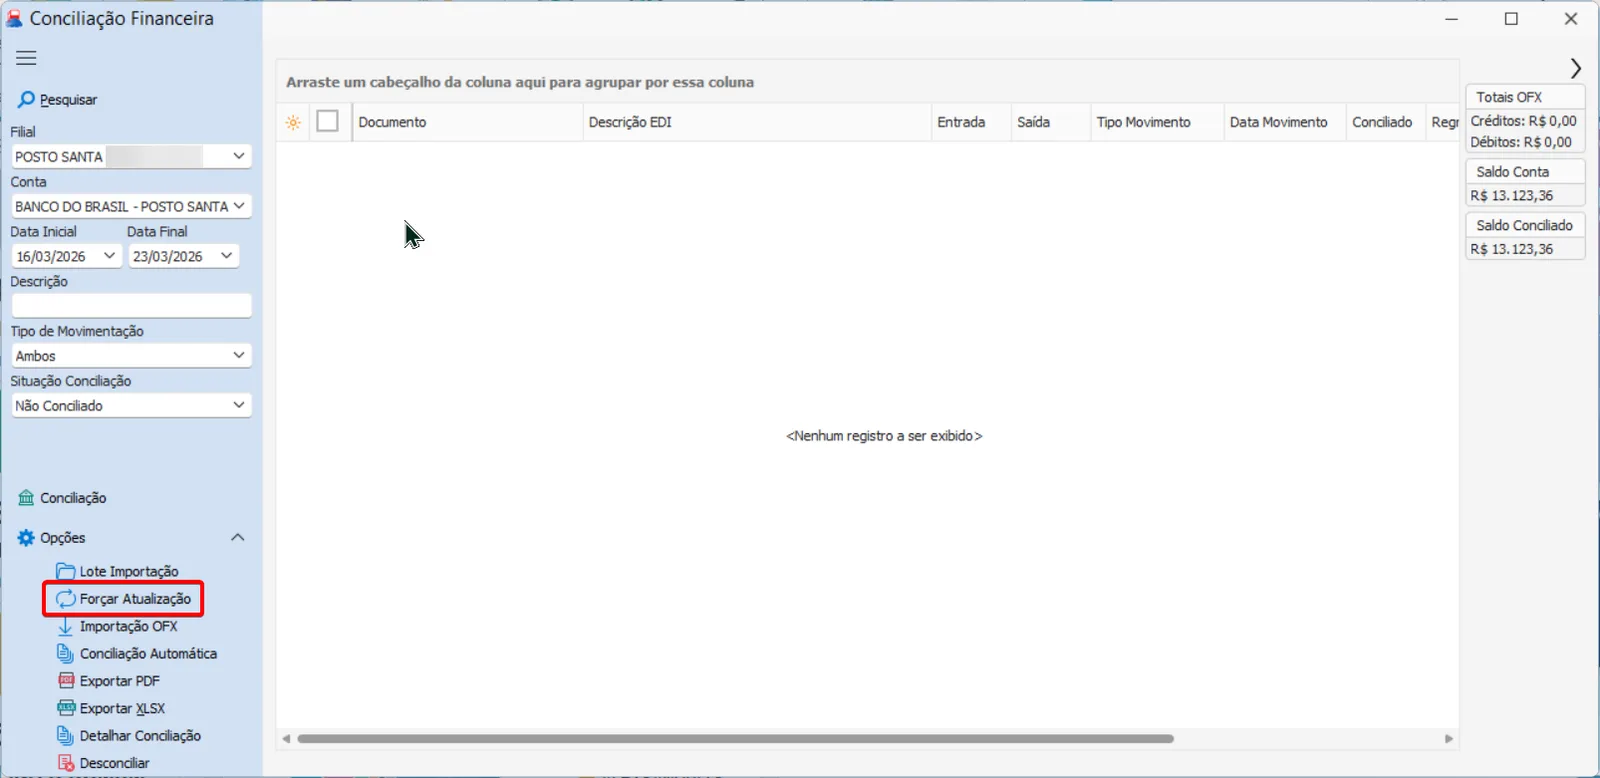 Conciliação Financeira
Pesquisar
Filial
POSTO SANTA
Conta
BANCO DO BRASIL - POSTO SANTA
Data Inicial
Data Final
16/03/2026
23/03/2026
Descrição
Tipo de Movimentação
Ambos
Situação Conciliação
Não Conciliado
Conciliação
Opções
Lote Importação
Forçar Atualização
Importação OFX
Conciliação Automática
Exportar PDF
Exportar XLSX
Detalhar Conciliação
Desconciliar
Arraste um cabeçalho da coluna aqui para agrupar por essa coluna
Documento
Descrição EDI
Entrada
Saída
Tipo Movimento
Data Movimento
Conciliado
Regr
<Nenhum registro a ser exibido>
Totais OFX
Créditos: R$ 0,00
Débitos: R$ 0,00
Saldo Conta
R$ 13.123,36
Saldo Conciliado
R$ 13.123,36